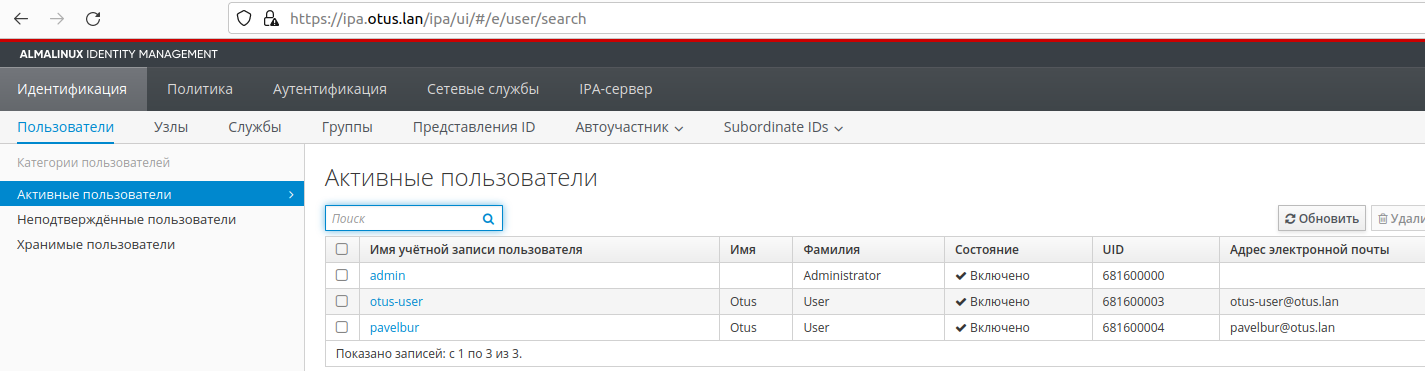 https://ipa.otus.lan/ipa/ui/#/e/user/search
ALMALINUX IDENTITY MANAGEMENT
Идентификация Политика Аутентификация Сетевые службы IPA-сервер
Пользователи Узлы Службы Группы Представления ID Автоучастник Subordinate IDs
Категории пользователей
Активные пользователи
Неподтверждённые пользователи
Хранимые пользователи
Активные пользователи
Поиск Обновить Удали
Имя учётной записи пользователя Имя Фамилия Состояние UID Адрес электронной почты
admin Administrator Включено 681600000
otus-user Otus User Включено 681600003 otus-user@otus.lan
pavelbur Otus User Включено 681600004 pavelbur@otus.lan
Показано записей: с 1 по 3 из 3.